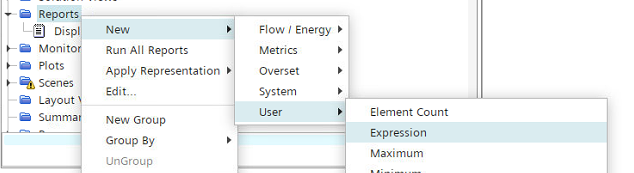 Reports
Displ
Monitor
Plots
Scenes
Layout V
Summar
New
Run All Reports
Apply Representation
Edit...
New Group
Group By
UnGroup
Flow / Energy
Metrics
Overset
System
User
Element Count
Expression
Maximum